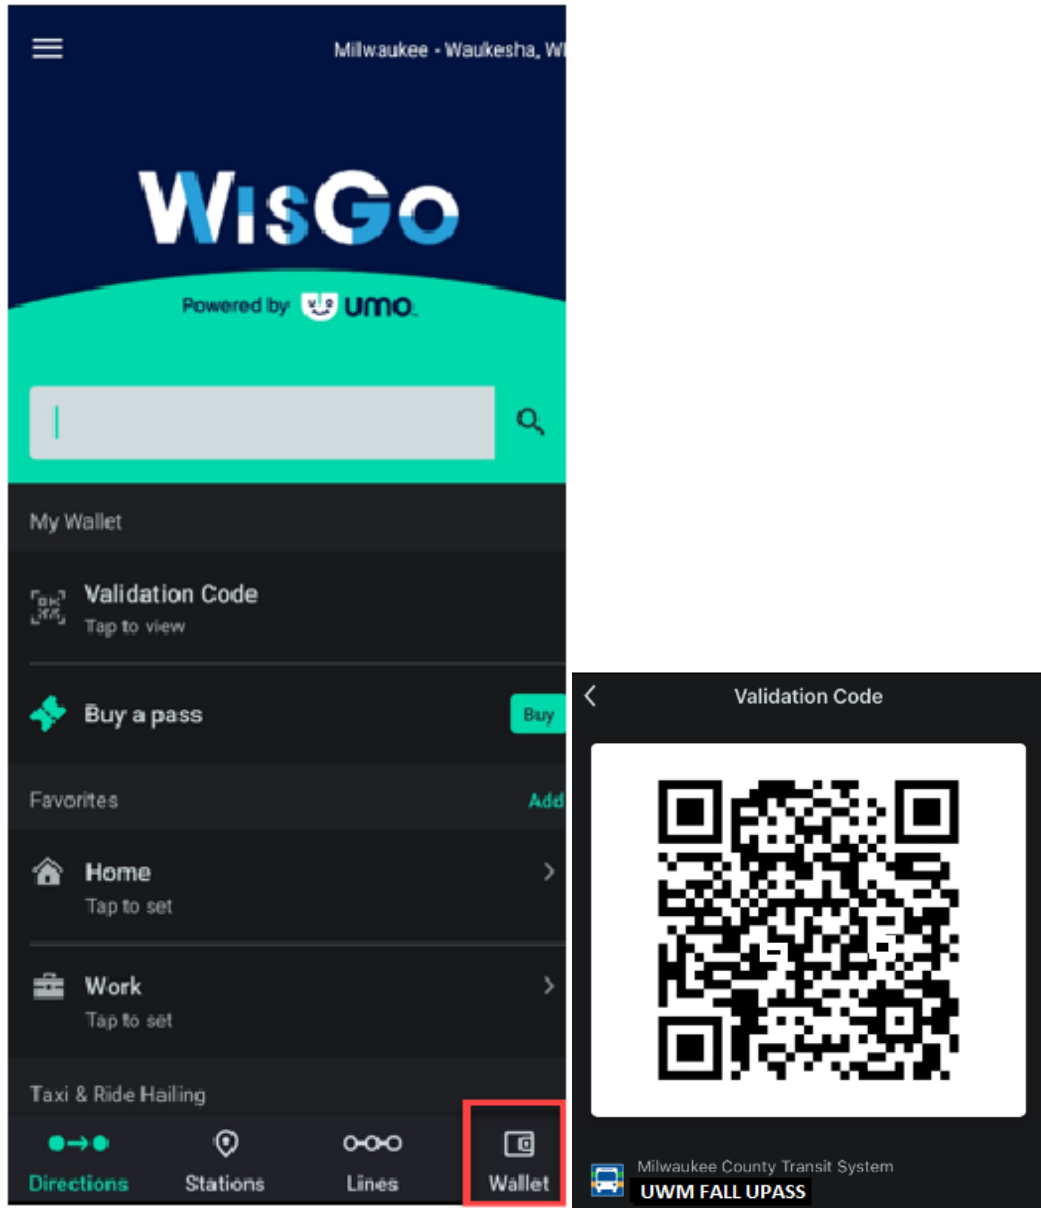 Milwaukee - Waukesha, WI
WisGo
Powered by umo
My Wallet
Validation Code
Tap to view
Buy a pass
Buy
Favorites
Add
Home
Tap to set
Work
Tap to set
Taxi & Ride Hailing
Directions
Stations
Lines
Wallet
Validation Code
Milwaukee County Transit System
UWM FALL UPASS